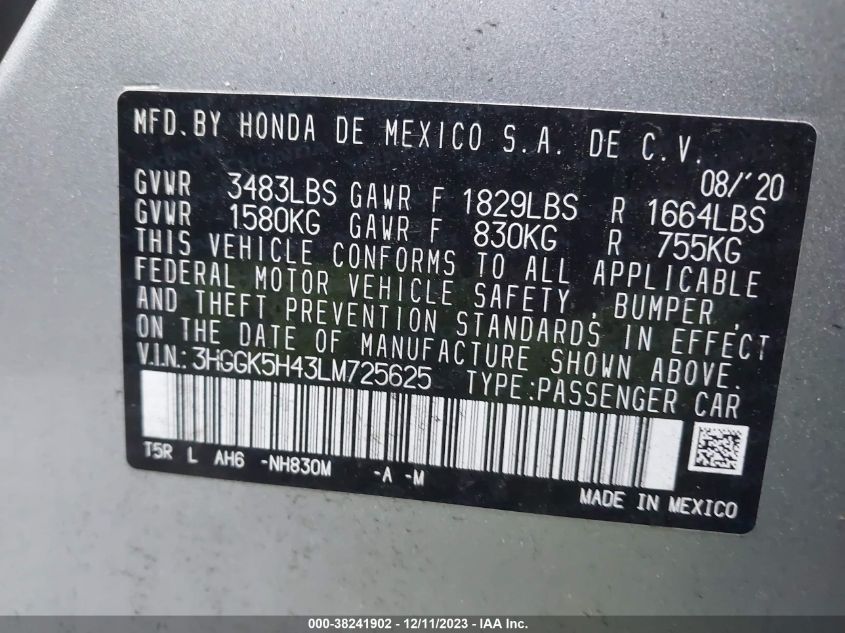 MFD. BY HONDA DE MEXICO S.A. DE C.V.
08/'20
GVWR 3483LBS GAWR F 1829LBS R 1664LBS
GVWR 1580KG GAWR F 830KG R 755KG
THIS VEHICLE CONFORMS TO ALL APPLICABLE
FEDERAL MOTOR VEHICLE SAFETY, BUMPER,
AND THEFT PREVENTION STANDARDS IN EFFECT
ON THE DATE OF MANUFACTURE SHOWN ABOVE.
V.I.N.: 3HGGK5H43LM725625 TYPE:PASSENGER CAR
T5R L AH6 -NH830M -A -M
MADE IN MEXICO
000-38241902 - 12/11/2023 - IAA Inc.